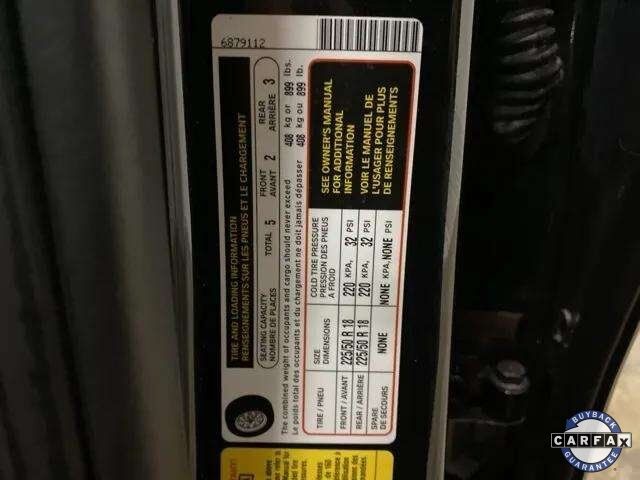 6879112
TIRE AND LOADING INFORMATION
RENSEIGNEMENTS SUR LES PNEUS ET LE CHARGEMENT
SEATING CAPACITY
NOMBRE DE PLACES
TOTAL 5
FRONT
AVANT 2
REAR
ARRIÈRE 3
The combined weight of occupants and cargo should never exceed 408 kg or 899 lbs.
Le poids total des occupants et du chargement ne doit jamais dépasser 408 kg ou 899 lb.
TIRE / PNEU
SIZE
DIMENSIONS
COLD TIRE PRESSURE
PRESSION DES PNEUS
A FROID
FRONT / AVANT 225/50 R 18 220 KPA, 32 PSI
REAR / ARRIÈRE 225/50 R 18 220 KPA, 32 PSI
SPARE
DE SECOURS
NONE NONE KPA, NONE PSI
SEE OWNER'S MANUAL
FOR ADDITIONAL
INFORMATION
VOIR LE MANUEL DE
L'USAGER POUR PLUS
DE RENSEIGNEMENTS
BUYBACK
CARFAX
GUARANTEE